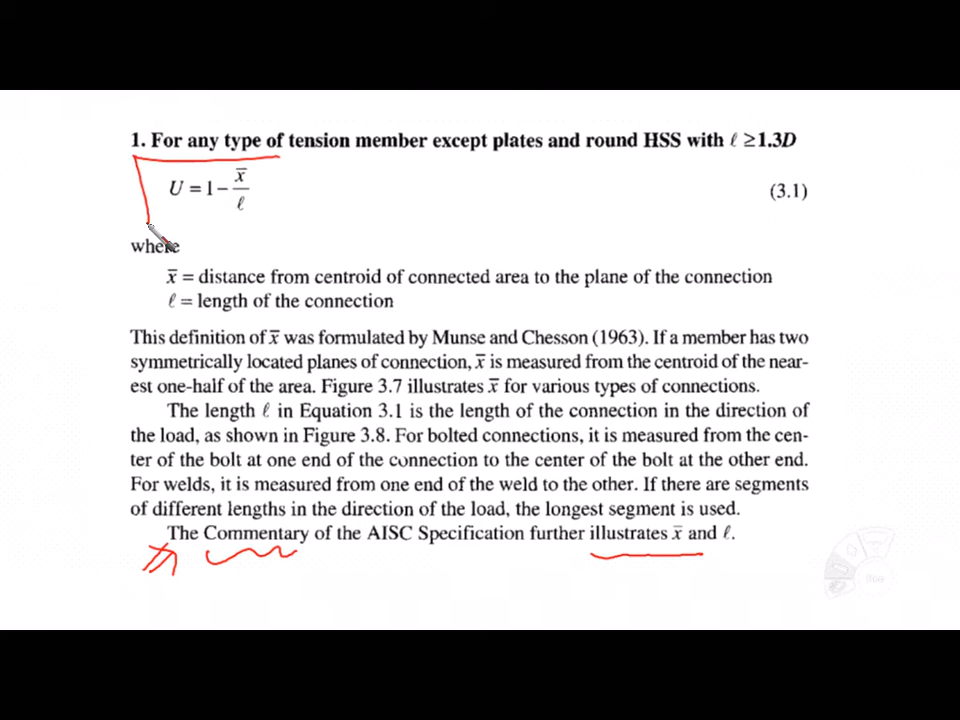 1. For any type of tension member except plates and round HSS with ℓ ≥1.3D
U = 1 − x̄/ℓ (3.1)
where
x̄ = distance from centroid of connected area to the plane of the connection
ℓ = length of the connection
This definition of x̄ was formulated by Munse and Chesson (1963). If a member has two
symmetrically located planes of connection, x̄ is measured from the centroid of the near-
est one-half of the area. Figure 3.7 illustrates x̄ for various types of connections.
The length ℓ in Equation 3.1 is the length of the connection in the direction of
the load, as shown in Figure 3.8. For bolted connections, it is measured from the cen-
ter of the bolt at one end of the connection to the center of the bolt at the other end.
For welds, it is measured from one end of the weld to the other. If there are segments
of different lengths in the direction of the load, the longest segment is used.
The Commentary of the AISC Specification further illustrates x̄ and ℓ.